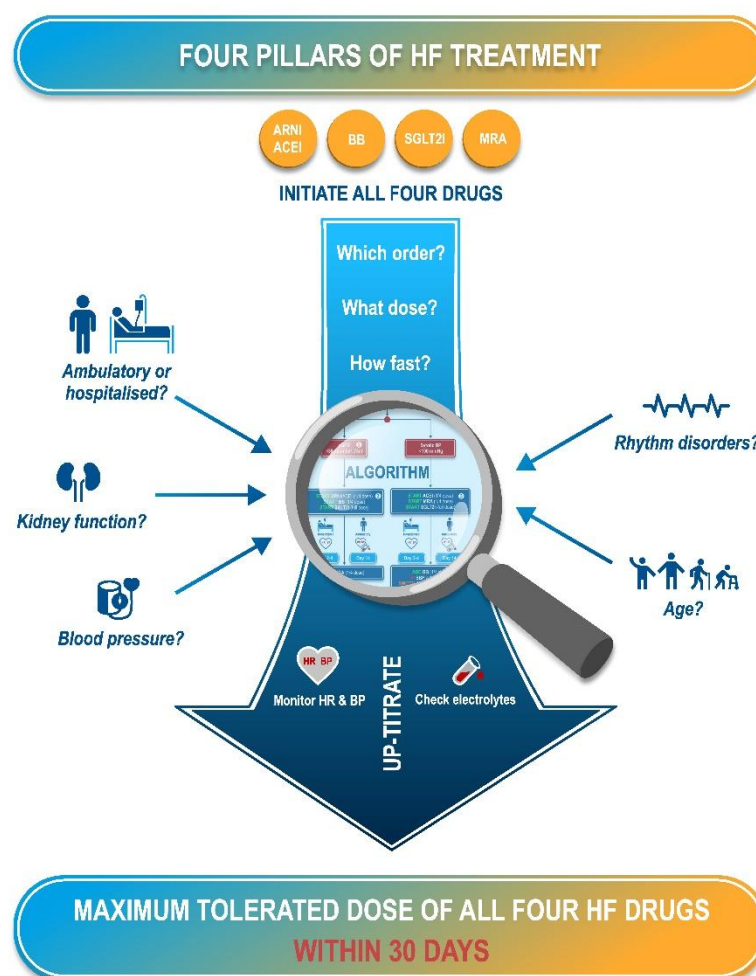 FOUR PILLARS OF HF TREATMENT
ARNI
ACEI
BB
SGLT2I
MRA
INITIATE ALL FOUR DRUGS
Which order?
What dose?
How fast?
Ambulatory or
hospitalised?
Kidney function?
Blood pressure?
Rhythm disorders?
Age?
ALGORITHM
HR BP
Monitor HR & BP
UP-TITRATE
Check electrolytes
MAXIMUM TOLERATED DOSE OF ALL FOUR HF DRUGS
WITHIN 30 DAYS